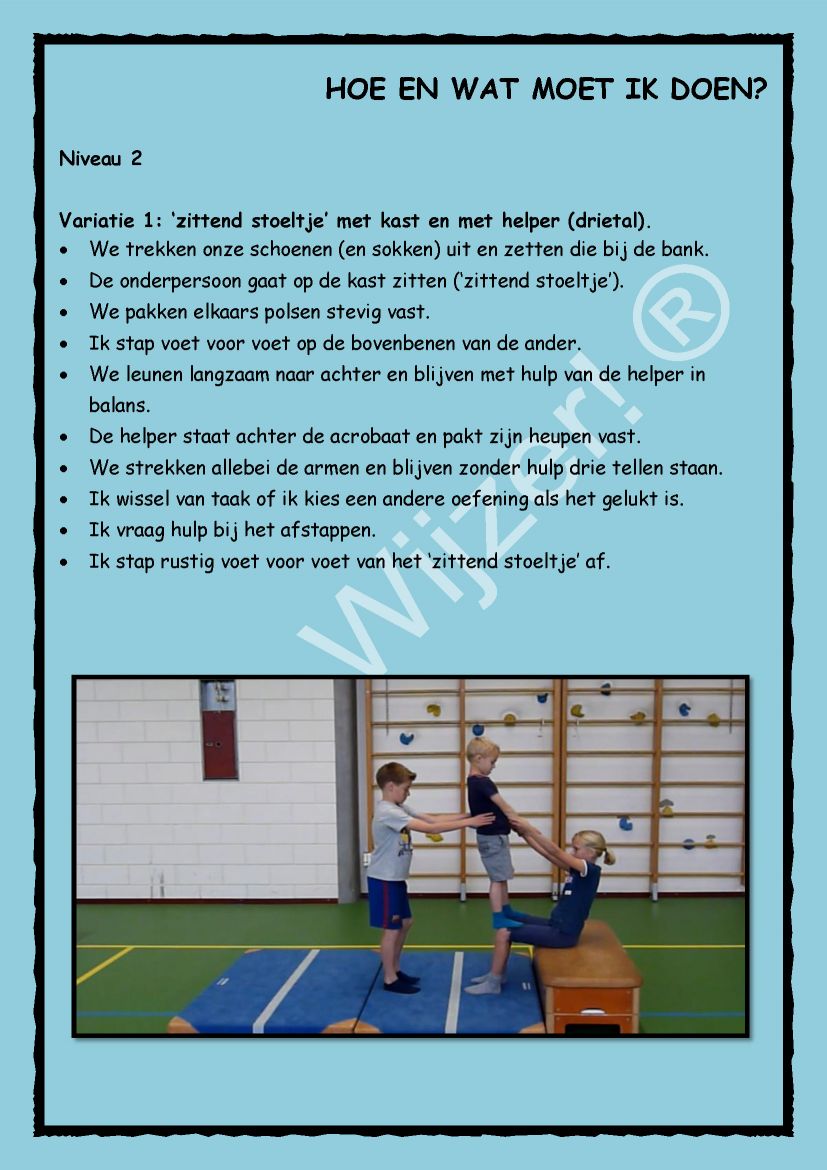 HOE EN WAT MOET IK DOEN?
Niveau 2
Variatie 1: ‘zittend stoeltje’ met kast en met helper (drietal).
• We trekken onze schoenen (en sokken) uit en zetten die bij de bank.
• De onderpersoon gaat op de kast zitten (‘zittend stoeltje’).
• We pakken elkaars polsen stevig vast.
• Ik stap voet voor voet op de bovenbenen van de ander.
• We leunen langzaam naar achter en blijven met hulp van de helper in
balans.
• De helper staat achter de acrobaat en pakt zijn heupen vast.
• We strekken allebei de armen en blijven zonder hulp drie tellen staan.
• Ik wissel van taak of ik kies een andere oefening als het gelukt is.
• Ik vraag hulp bij het afstappen.
• Ik stap rustig voet voor voet van het ‘zittend stoeltje’ af.
Wijzer! ®